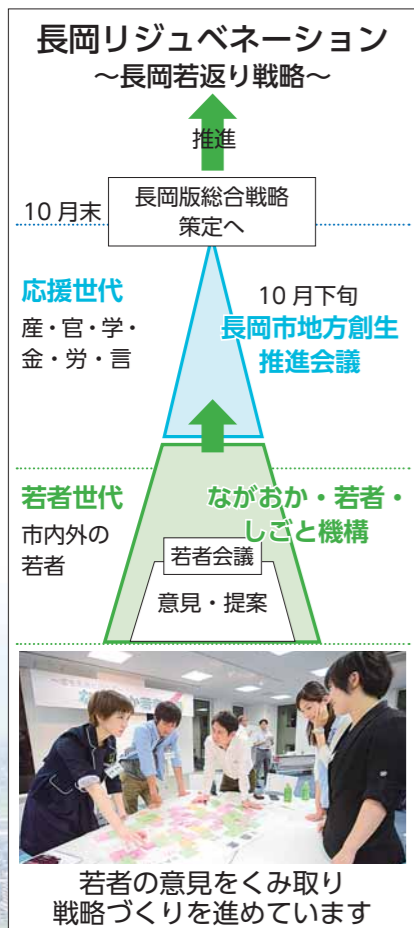 長岡リジュベネーション
～長岡若返り戦略～
推進
10月末
長岡版総合戦略
策定へ
応援世代
産・官・学・
金・労・言
10月下旬
長岡市地方創生
推進会議
若者世代
市内外の
若者
ながおか・若者・
しごと機構
若者会議
意見・提案
若者の意見をくみ取り
戦略づくりを進めています